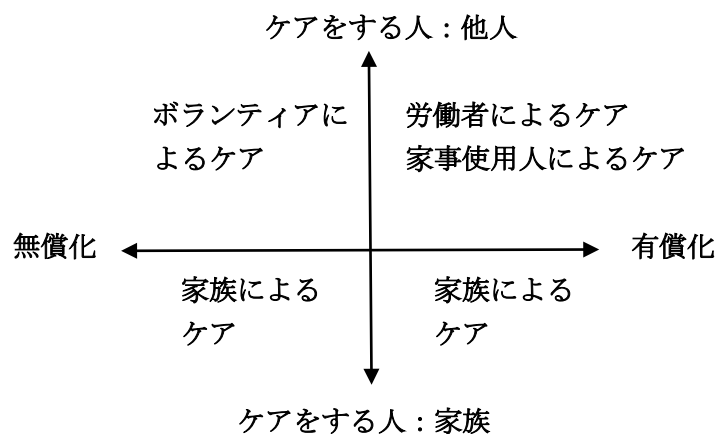 ケアをする人：他人
ボランティアに
よるケア
労働者によるケア
家事使用人によるケア
無償化
有償化
家族による
ケア
家族による
ケア
ケアをする人：家族